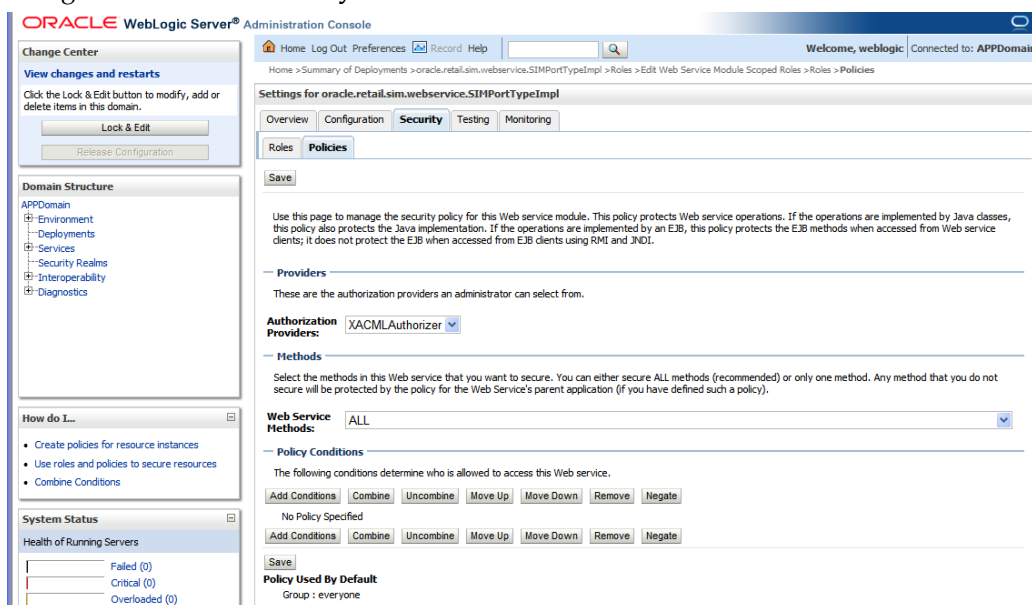 ORACLE WebLogic Server® Administration Console
Change Center
View changes and restarts
Click the Lock & Edit button to modify, add or
delete items in this domain.
Lock & Edit
Release Configuration
Domain Structure
APPDomain
Environment
Deployments
Services
Security Realms
Interoperability
Diagnostics
How do I...
Create policies for resource instances
Use roles and policies to secure resources
Combine Conditions
System Status
Health of Running Servers
Failed (0)
Critical (0)
Overloaded (0)
Home Log Out Preferences Record Help
Welcome, weblogic Connected to: APPDomain
Home >Summary of Deployments >oracle.retail.sim.webservice.SIMPortTypeImpl >Roles >Edit Web Service Module Scoped Roles >Roles >Policies
Settings for oracle.retail.sim.webservice.SIMPortTypeImpl
Overview Configuration Security Testing Monitoring
Roles Policies
Save
Use this page to manage the security policy for this Web service module. This policy protects Web service operations. If the operations are implemented by Java classes,
this policy also protects the Java implementation. If the operations are implemented by an EJB, this policy protects the EJB methods when accessed from Web service
clients; it does not protect the EJB when accessed from EJB clients using RMI and JNDI.
Providers
These are the authorization providers an administrator can select from.
Authorization
Providers:
XACMLAuthorizer
Methods
Select the methods in this Web service that you want to secure. You can either secure ALL methods (recommended) or only one method. Any method that you do not
secure will be protected by the policy for the Web Service's parent application (if you have defined such a policy).
Web Service
Methods:
ALL
Policy Conditions
The following conditions determine who is allowed to access this Web service.
Add Conditions Combine Uncombine Move Up Move Down Remove Negate
No Policy Specified
Add Conditions Combine Uncombine Move Up Move Down Remove Negate
Save
Policy Used By Default
Group : everyone